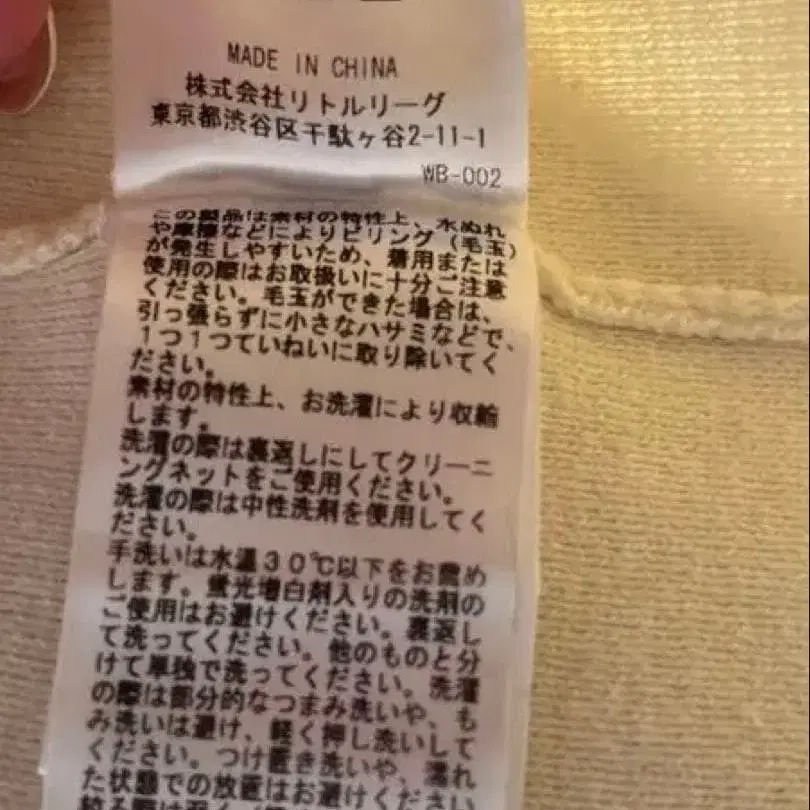 MADE IN CHINA
株式会社リトルリーグ
東京都渋谷区千駄ヶ谷2-11-1
WB-002
この製品は素材の特性上、水ぬれ
や摩擦などによりピリング（毛玉）
が発生しやすいため、着用または
使用の際はお取扱いに十分ご注意
ください。毛玉ができた場合は、
引っ張らずに小さなハサミなどで、
1つ1つていねいに取り除いてく
ださい。
素材の特性上、お洗濯により収縮
します。
洗濯の際は裏返しにしてクリーニ
ングネットをご使用ください。
洗濯の際は中性洗剤を使用してく
ださい。
手洗いは水温30℃以下をお薦め
します。蛍光増白剤入りの洗剤の
ご使用はお避けください。裏返し
て洗ってください。他のものと分
けて単独で洗ってください。洗濯
の際は部分的なつまみ洗いや、も
み洗いは避け、軽く押し洗いして
ください。つけ置き洗いや、濡れ
た状態での放置はお避けください